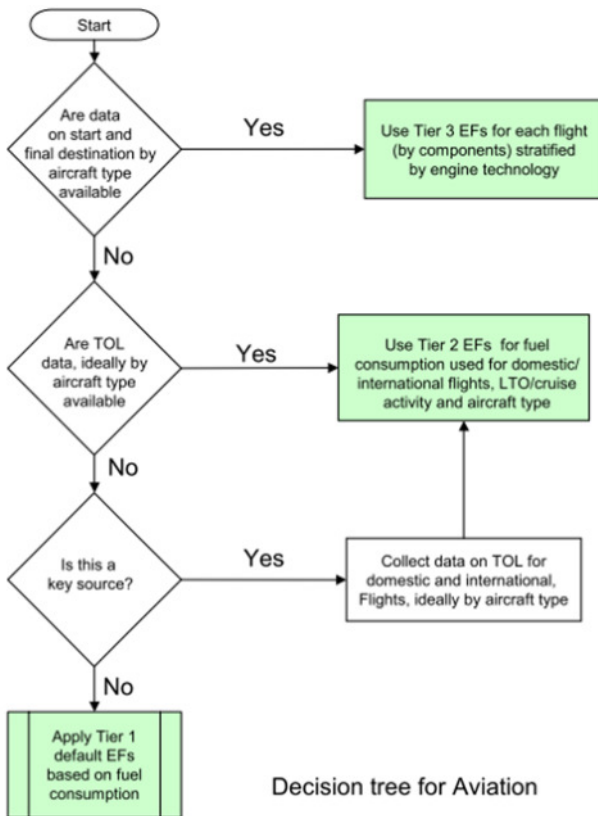 Start
Are data
on start and
final destination by
aircraft type
available
Yes
Use Tier 3 EFs for each flight
(by components) stratified
by engine technology
No
Are TOL
data, ideally by
aircraft type
available
Yes
Use Tier 2 EFs for fuel
consumption used for domestic/
international flights, LTO/cruise
activity and aircraft type
No
Is this a
key source?
Yes
Collect data on TOL for
domestic and international,
Flights, ideally by aircraft type
No
Apply Tier 1
default EFs
based on fuel
consumption
Decision tree for Aviation